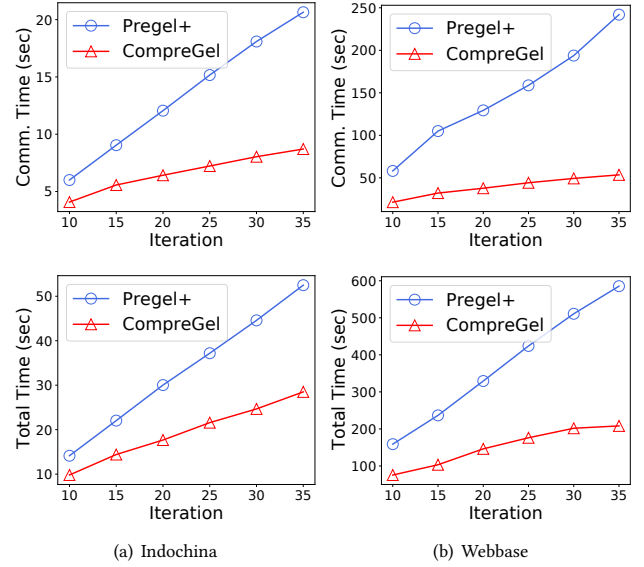 Comm. Time (sec)
20
15
10
5
Pregel+
CompreGel
10 15 20 25 30 35
Iteration
Comm. Time (sec)
250
200
150
100
50
Pregel+
CompreGel
10 15 20 25 30 35
Iteration
Total Time (sec)
50
40
30
20
10
Pregel+
CompreGel
10 15 20 25 30 35
Iteration
(a) Indochina
Total Time (sec)
600
500
400
300
200
100
Pregel+
CompreGel
10 15 20 25 30 35
Iteration
(b) Webbase